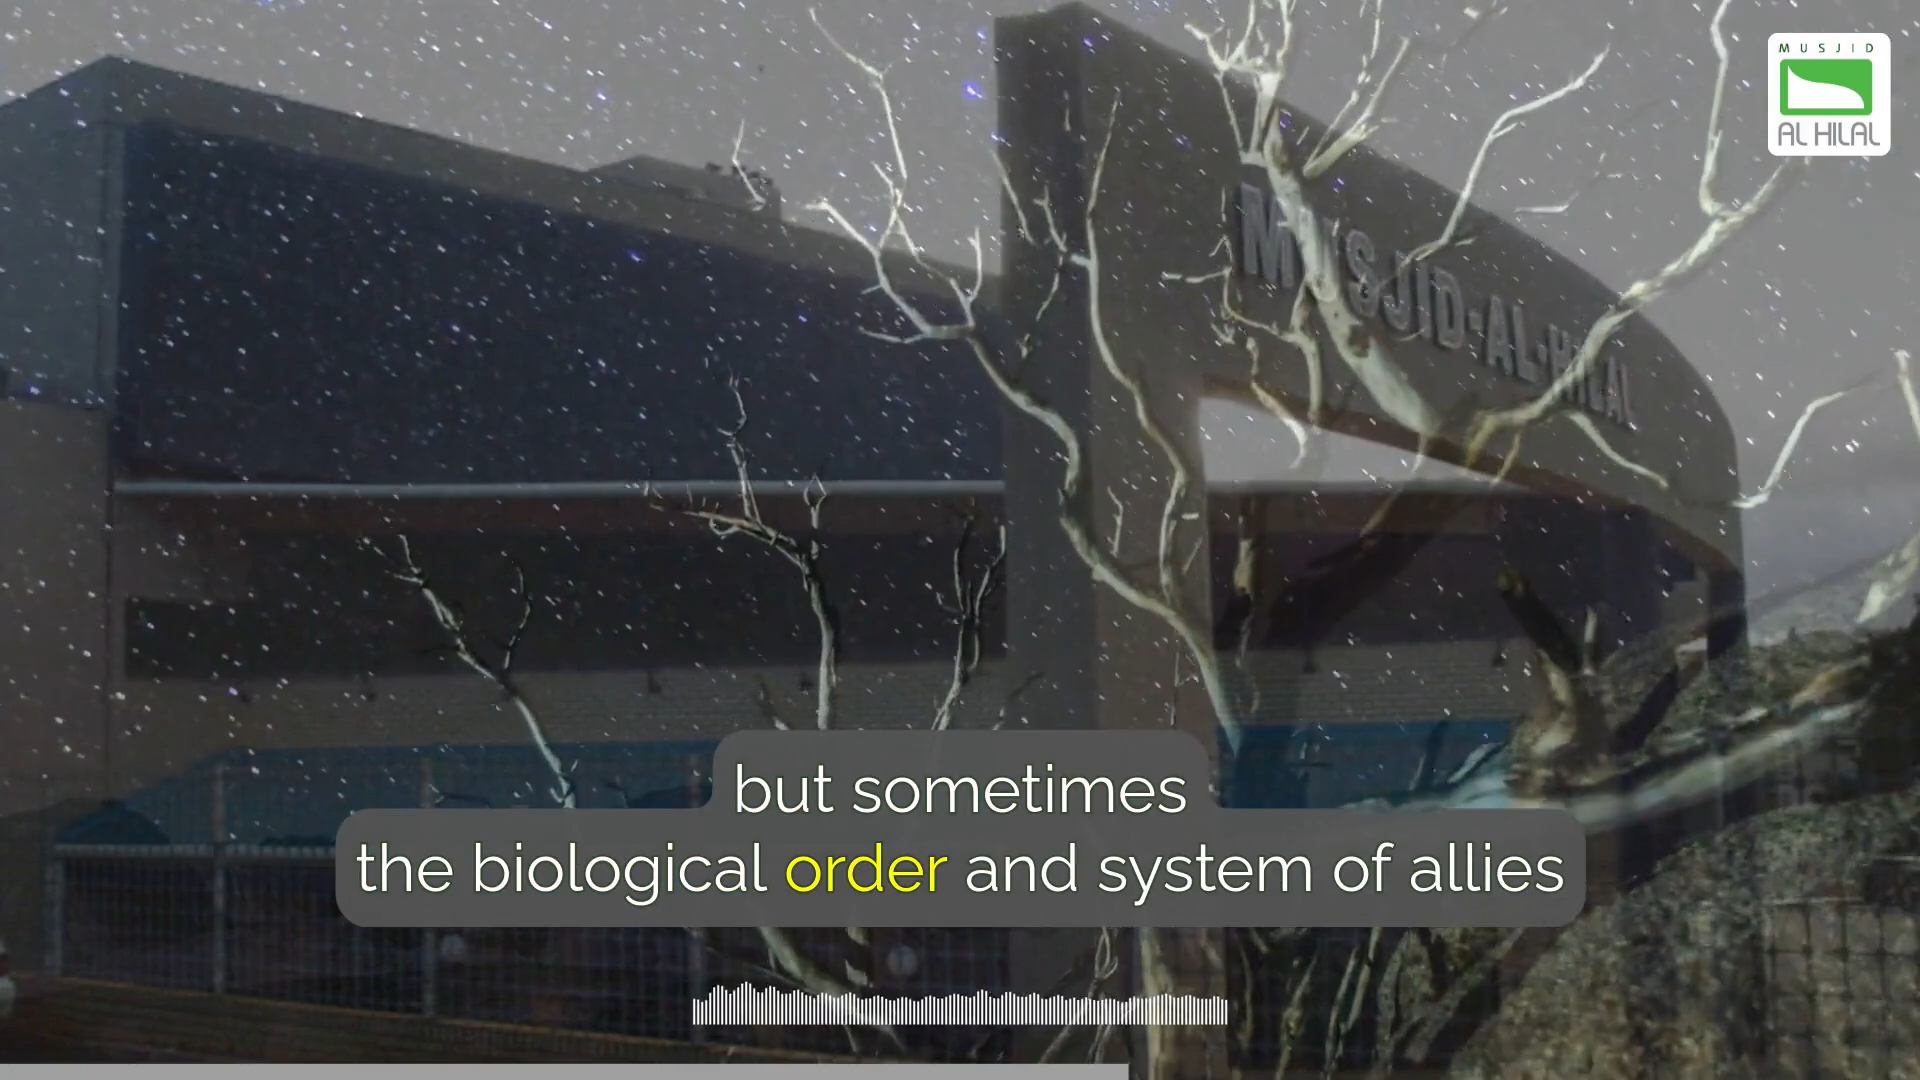 MUSJID
AL HILAL
MUSJID-AL-HILAL
but sometimes
the biological order and system of allies